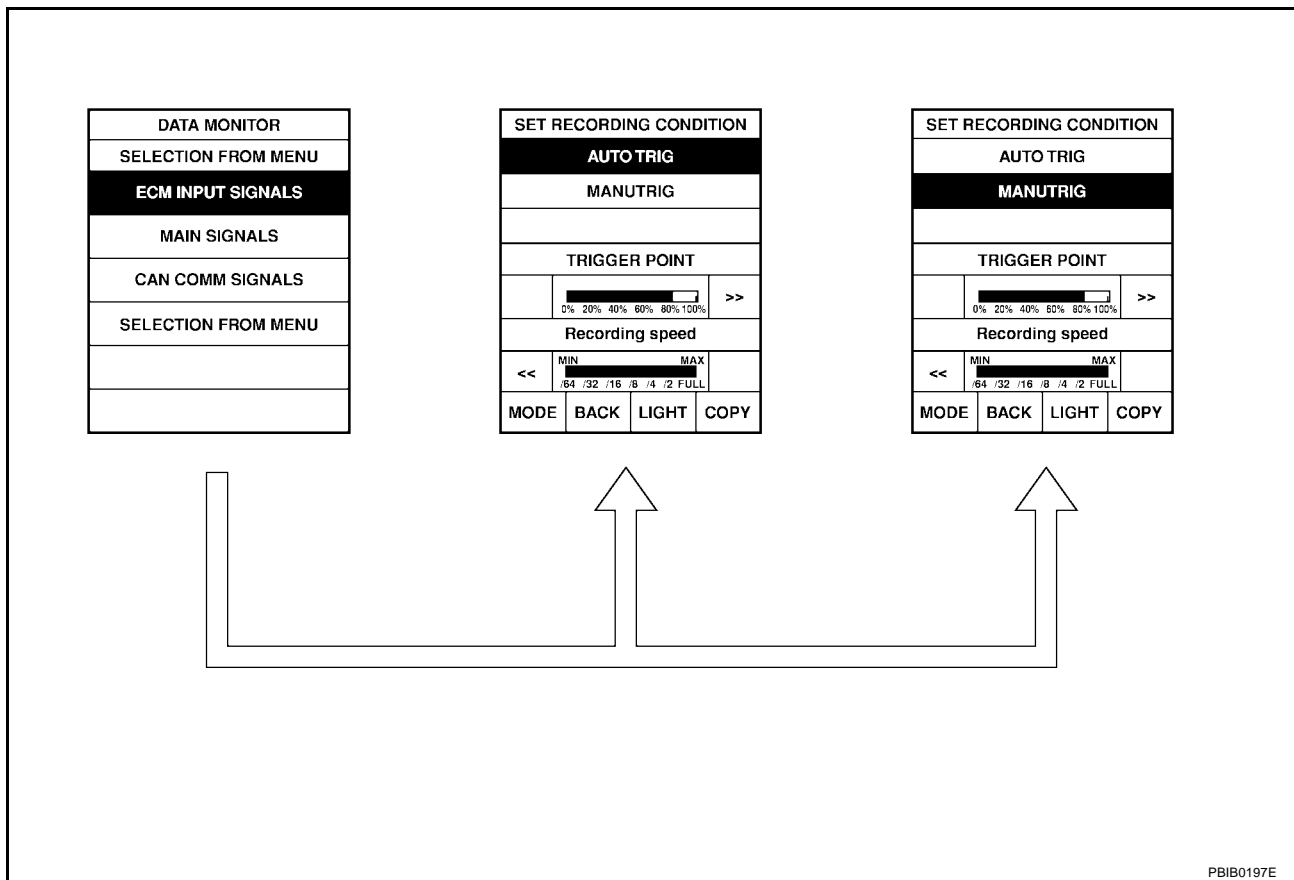 DATA MONITOR
SELECTION FROM MENU
ECM INPUT SIGNALS
MAIN SIGNALS
CAN COMM SIGNALS
SELECTION FROM MENU
SET RECORDING CONDITION
AUTO TRIG
MANUTRIG
TRIGGER POINT
>>
0% 20% 40% 60% 80% 100%
Recording speed
MIN MAX
<<
/64 /32 /16 /8 /4 /2 FULL
MODE BACK LIGHT COPY
SET RECORDING CONDITION
AUTO TRIG
MANUTRIG
TRIGGER POINT
>>
0% 20% 40% 60% 80% 100%
Recording speed
MIN MAX
<<
/64 /32 /16 /8 /4 /2 FULL
MODE BACK LIGHT COPY
PBIB0197E